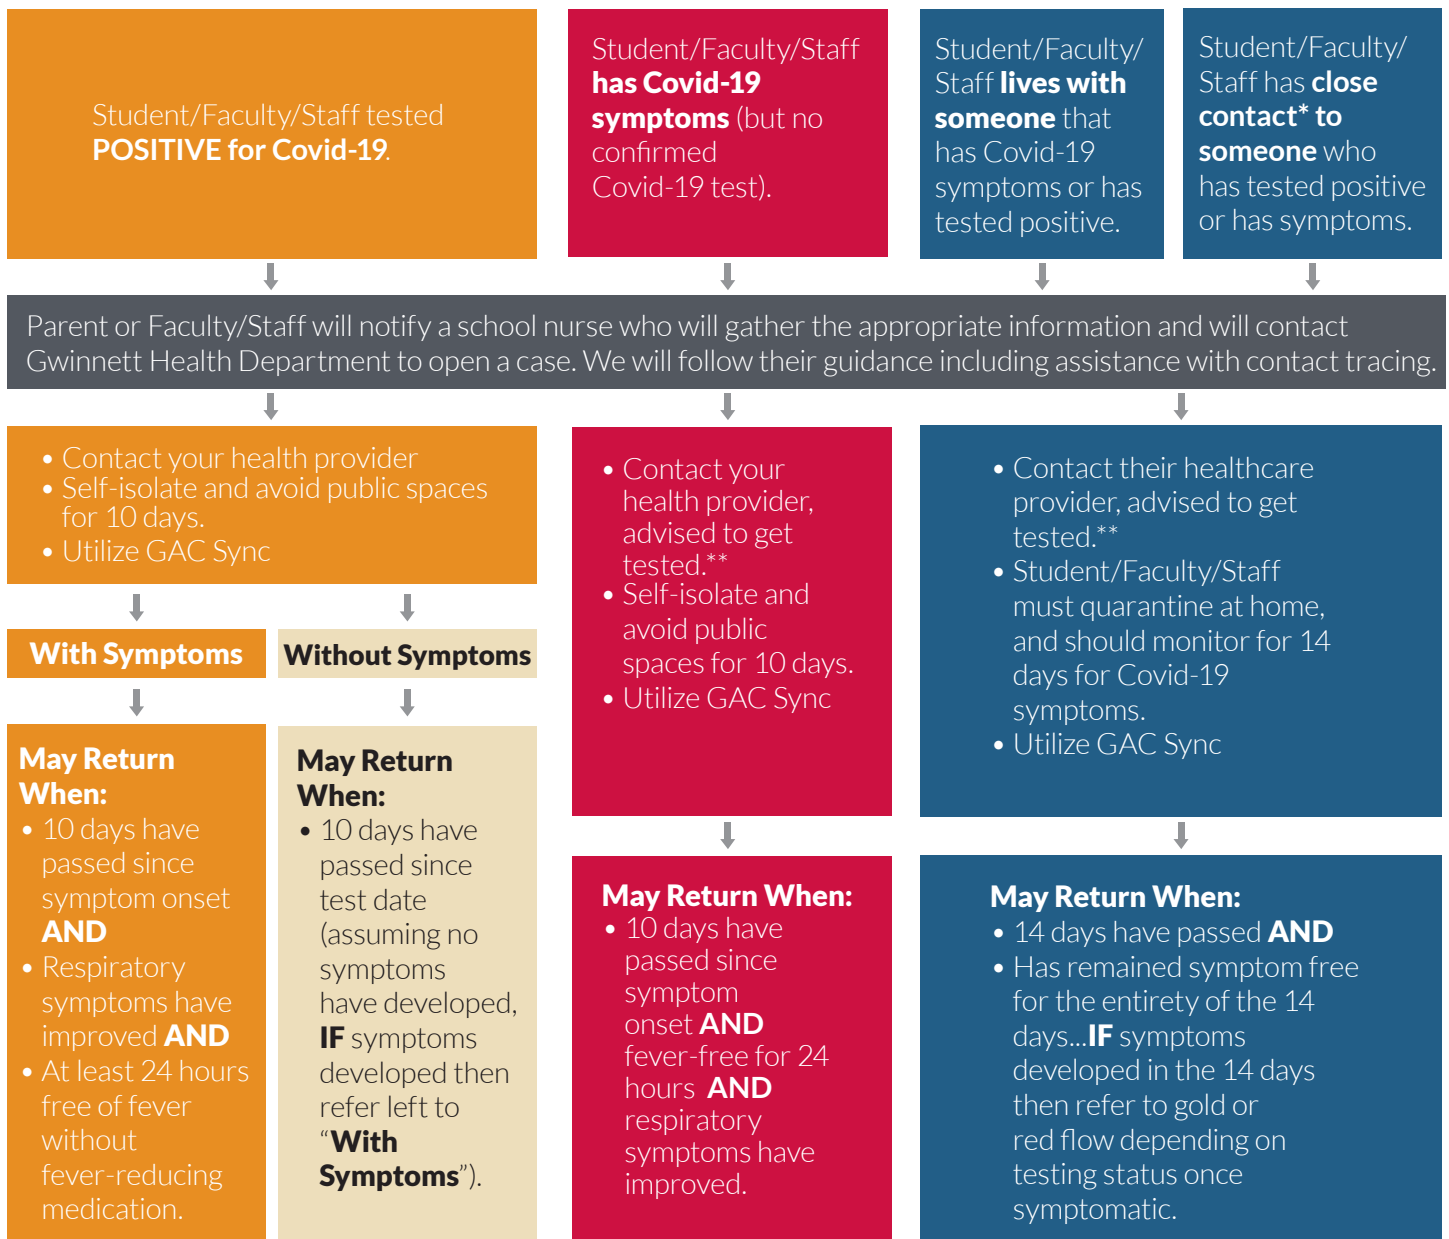 Student/Faculty/Staff tested
POSITIVE for Covid-19.
Student/Faculty/Staff
has Covid-19
symptoms (but no
confirmed
Covid-19 test).
Student/Faculty/
Staff lives with
someone that
has Covid-19
symptoms or has
tested positive.
Student/Faculty/
Staff has close
contact* to
someone who
has tested positive
or has symptoms.
Parent or Faculty/Staff will notify a school nurse who will gather the appropriate information and will contact
Gwinnett Health Department to open a case. We will follow their guidance including assistance with contact tracing.
• Contact your health provider
• Self-isolate and avoid public spaces
for 10 days.
• Utilize GAC Sync
With Symptoms
May Return
When:
• 10 days have
passed since
symptom onset
AND
• Respiratory
symptoms have
improved AND
• At least 24 hours
free of fever
without
fever-reducing
medication.
Without Symptoms
May Return
When:
• 10 days have
passed since
test date
(assuming no
symptoms
have developed,
IF symptoms
developed then
refer left to
“With
Symptoms”).
• Contact your
health provider,
advised to get
tested.**
• Self-isolate and
avoid public
spaces for 10 days.
• Utilize GAC Sync
May Return When:
• 10 days have
passed since
symptom
onset AND
fever-free for 24
hours AND
respiratory
symptoms have
improved.
• Contact their healthcare
provider, advised to get
tested.**
• Student/Faculty/Staff
must quarantine at home,
and should monitor for 14
days for Covid-19
symptoms.
• Utilize GAC Sync
May Return When:
• 14 days have passed AND
• Has remained symptom free
for the entirety of the 14
days...IF symptoms
developed in the 14 days
then refer to gold or
red flow depending on
testing status once
symptomatic.